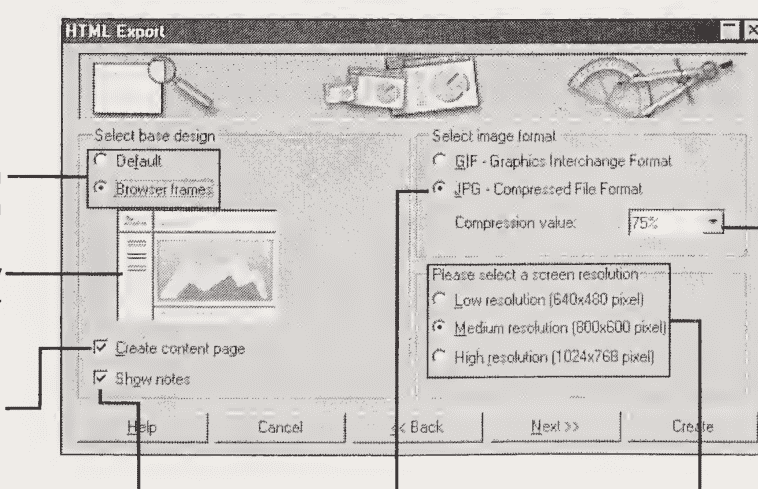 HTML Export
Select base design
Default
Browser frames
Create content page
Show notes
Select image format
GIF - Graphics Interchange Format
JPG - Compressed File Format
Compression value: 75%
Please select a screen resolution
Low resolution (640x480 pixel)
Medium resolution (800x600 pixel)
High resolution (1024x768 pixel)
Help
Cancel
<< Back
Next >>
Create